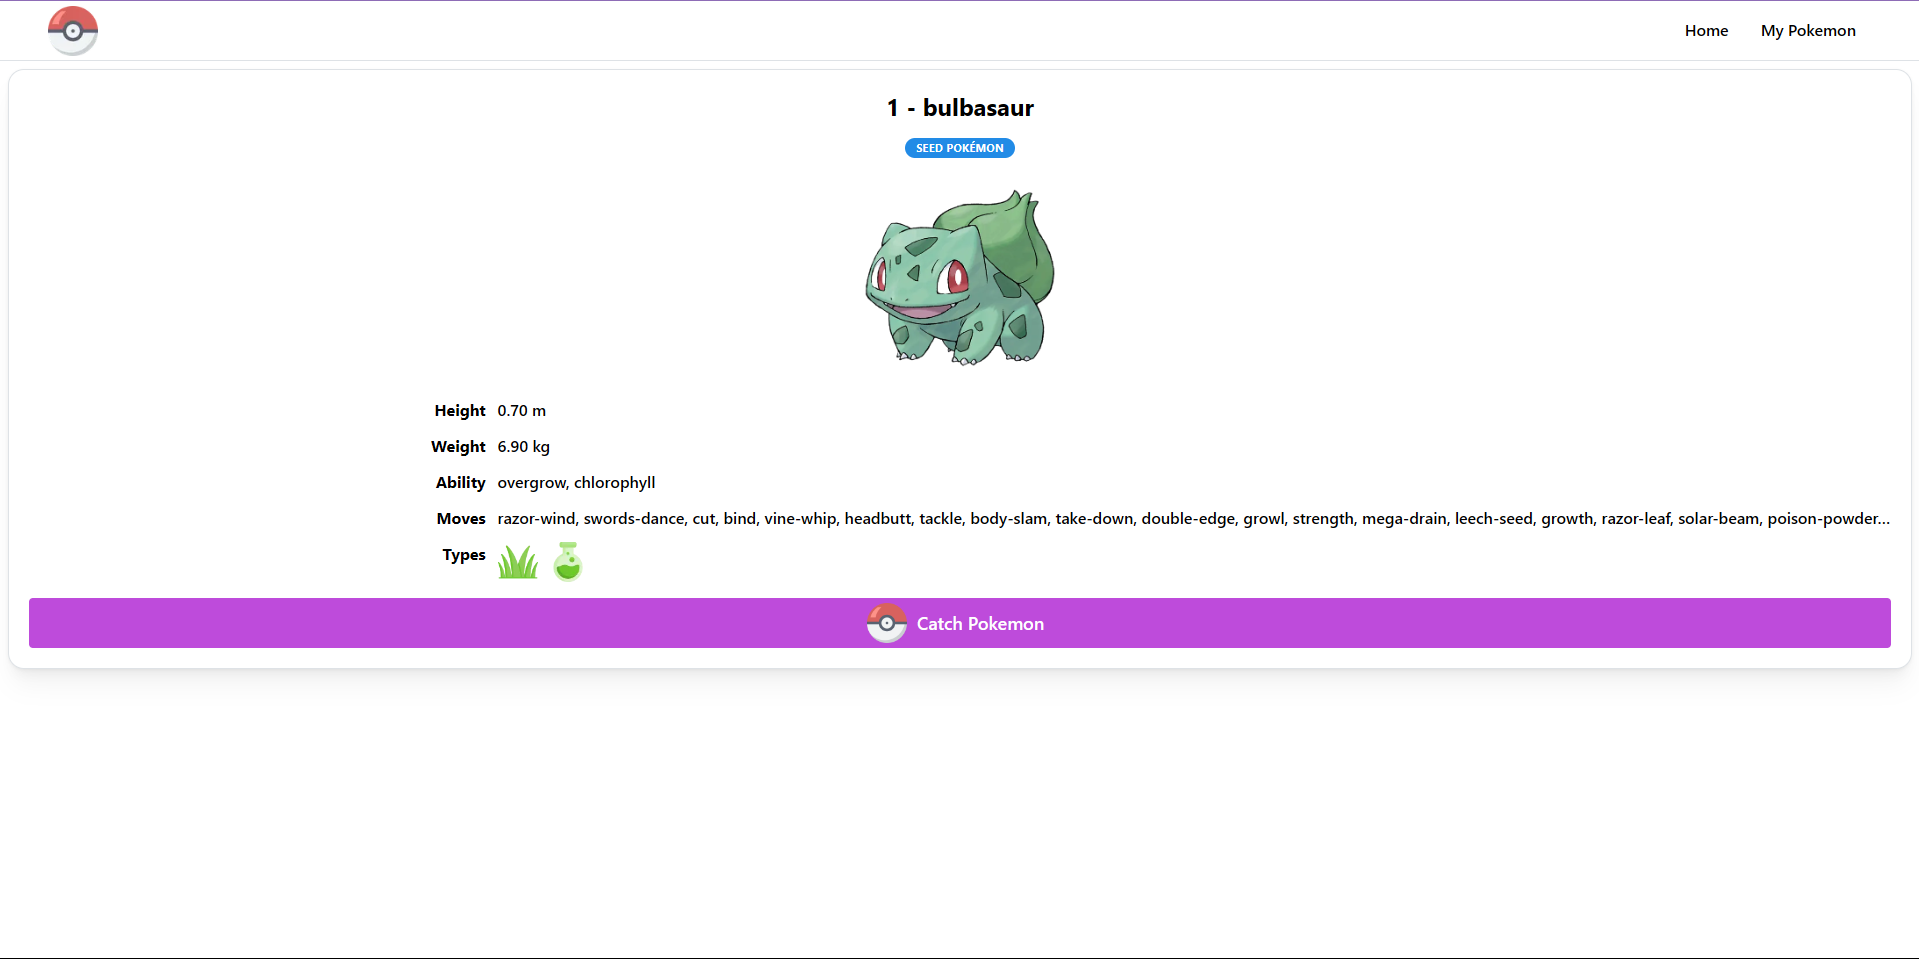 Home My Pokemon
1 - bulbasaur
SEED POKÉMON
Height 0.70 m
Weight 6.90 kg
Ability overgrow, chlorophyll
Moves razor-wind, swords-dance, cut, bind, vine-whip, headbutt, tackle, body-slam, take-down, double-edge, growl, strength, mega-drain, leech-seed, growth, razor-leaf, solar-beam, poison-powder...
Types
Catch Pokemon